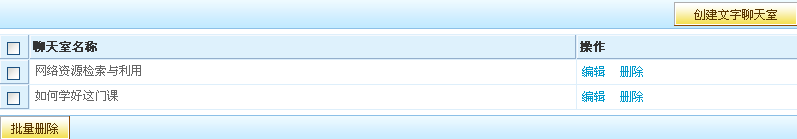 创建文字聊天室
聊天室名称 操作
网络资源检索与利用 编辑 删除
如何学好这门课 编辑 删除
批量删除